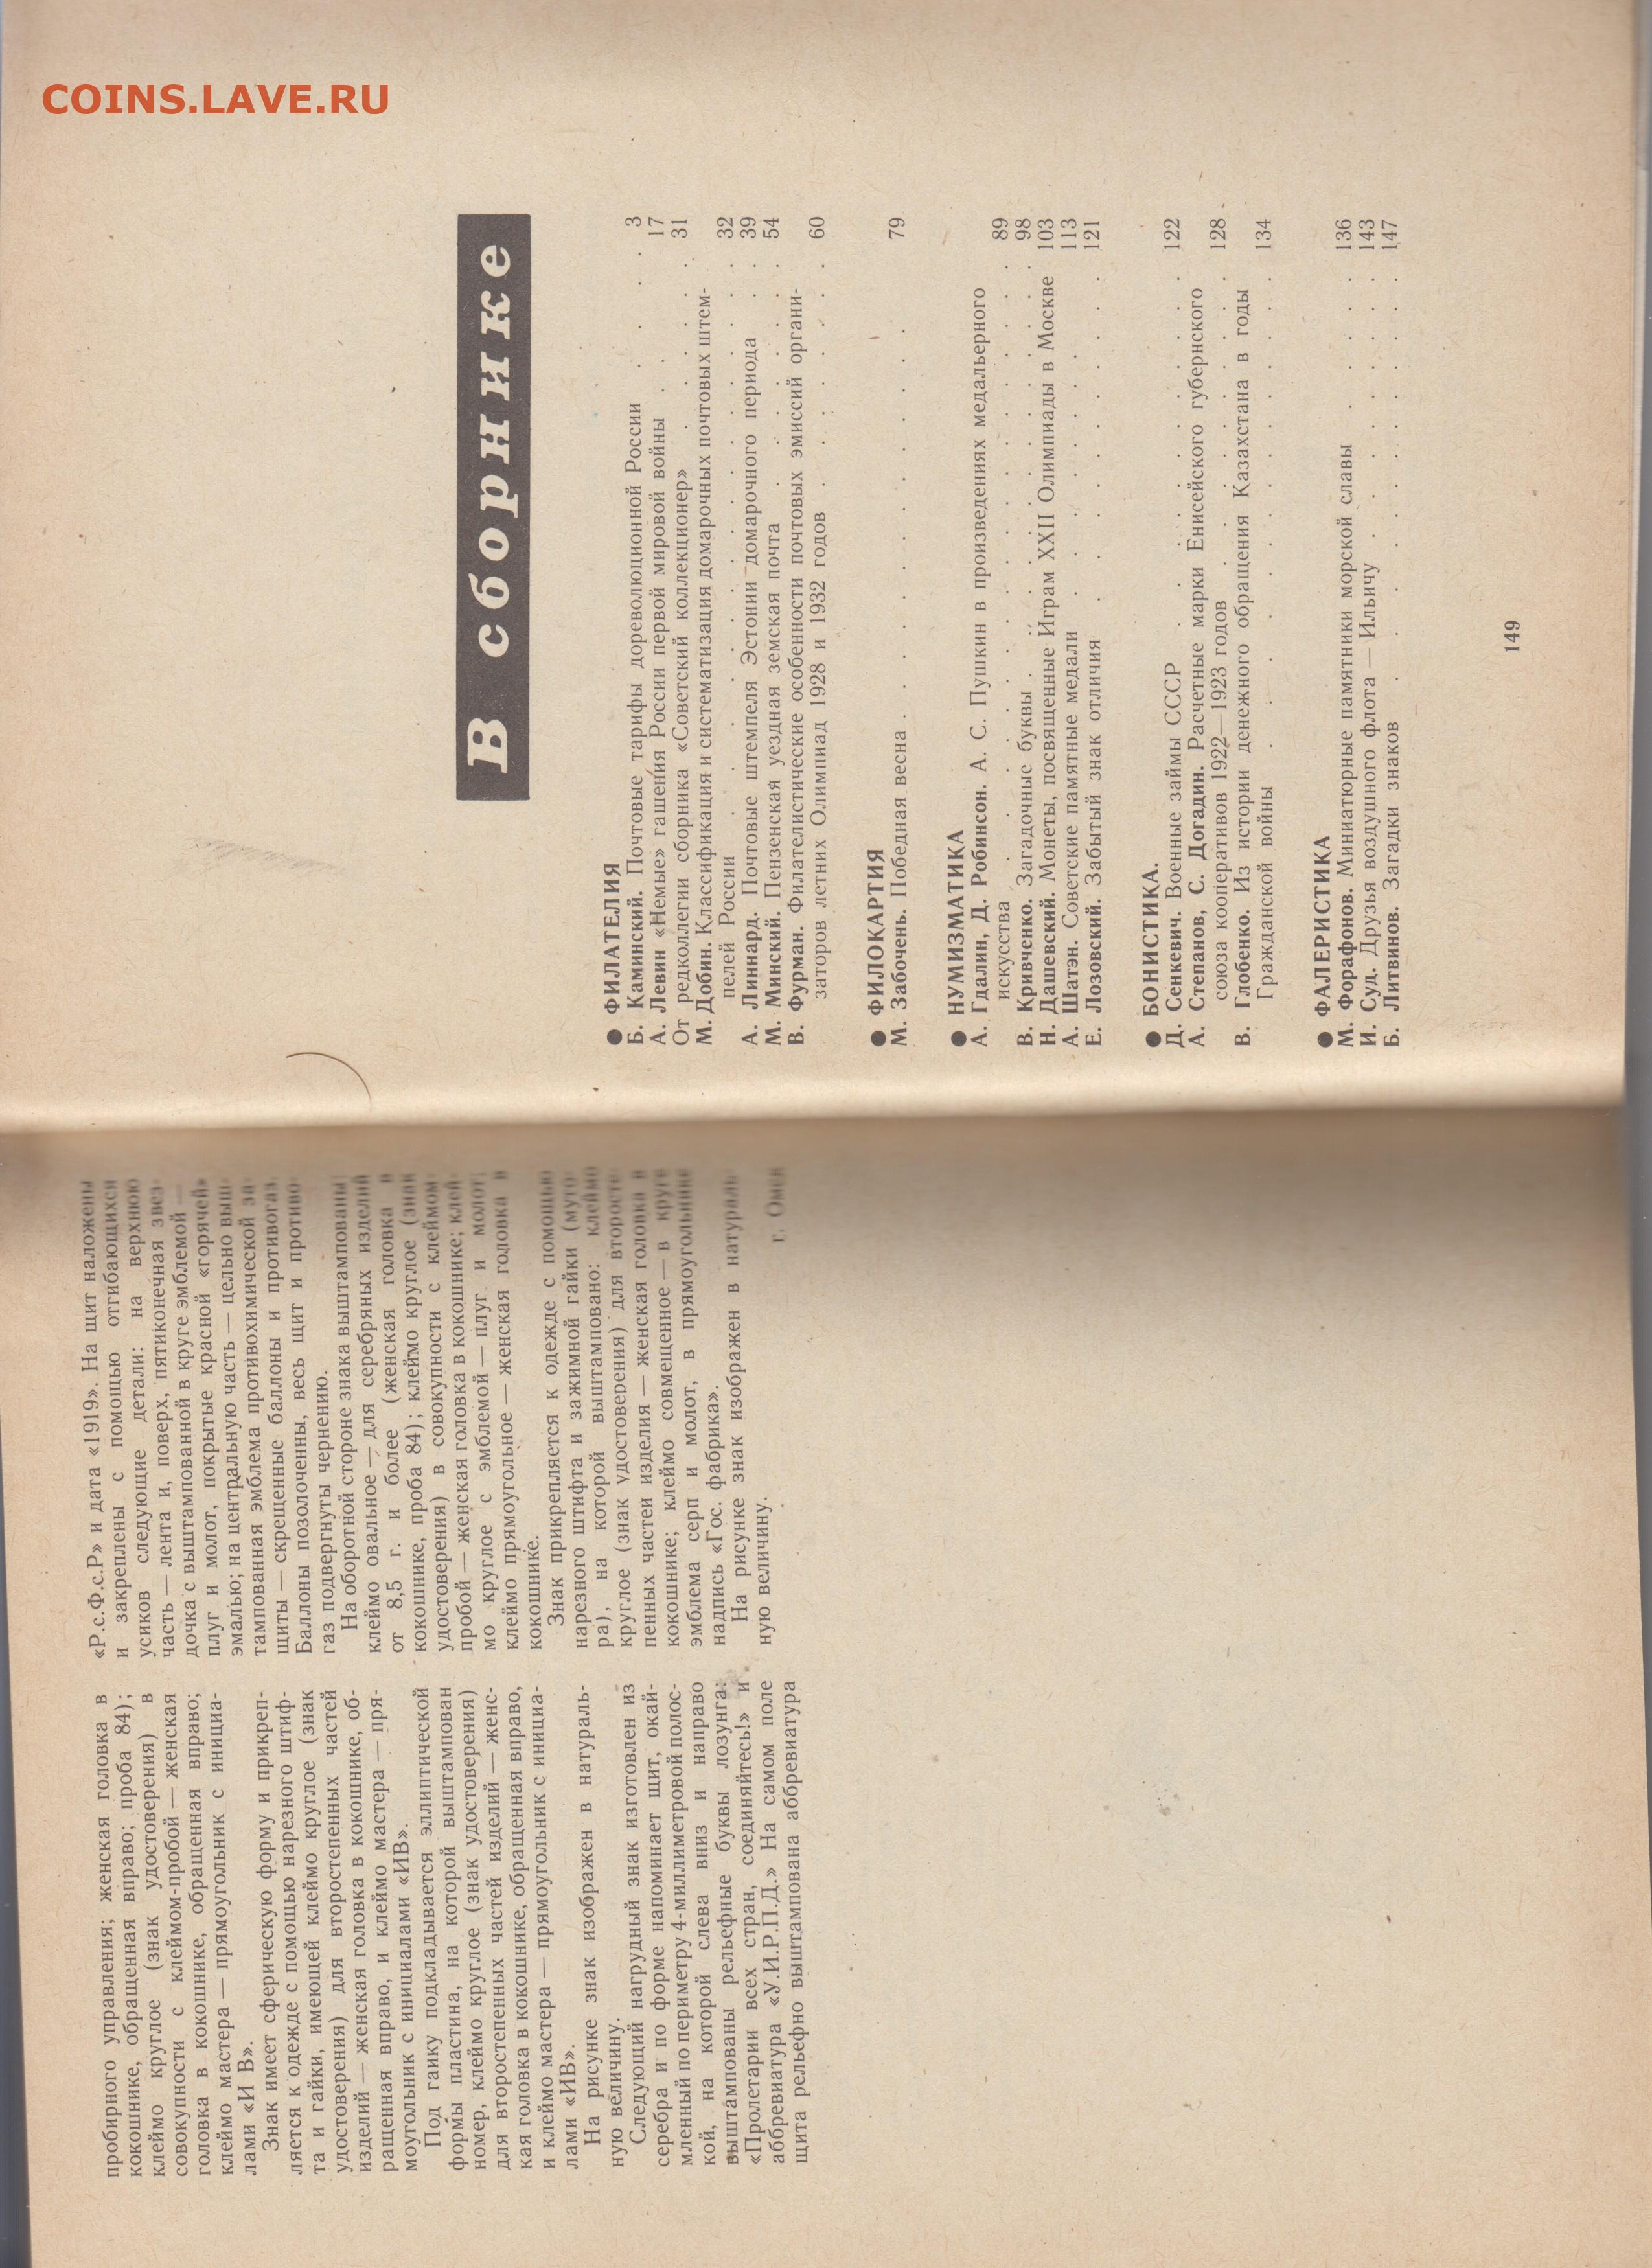 COINS.LAVE.RU
пробирного управления; женская головка в
кокошнике, обращенная вправо; проба 84);
клеймо круглое (знак удостоверения) в
совокупности с клеймом-пробой — женская
головка в кокошнике, обращенная вправо;
клеймо мастера — прямоугольник с инициа-
лами «И В».
Знак имеет сферическую форму и прикреп-
ляется к одежде с помощью нарезного штиф-
та и гайки, имеющей клеймо круглое (знак
удостоверения) для второстепенных частей
изделий — женская головка в кокошнике, об-
ращенная вправо, и клеймо мастера — пря-
моугольник с инициалами «ИВ».
Под гайку подкладывается эллиптической
формы пластина, на которой выштампован
номер, клеймо круглое (знак удостоверения)
для второстепенных частей изделий — женс-
кая головка в кокошнике, обращенная вправо,
и клеймо мастера — прямоугольник с инициа-
лами «ИВ».
На рисунке знак изображен в натураль-
ную величину.
Следующий нагрудный знак изготовлен из
серебра и по форме напоминает щит, окай-
мленный по периметру 4-миллиметровой полос-
кой, на которой слева вниз и направо
выштампованы рельефные буквы лозунга:
«Пролетарии всех стран, соединяйтесь!» и
аббревиатура «У.И.Р.П.Д.» На самом поле
щита рельефно выштампована аббревиатура
«Р.с.Ф.с.Р» и дата «1919». На щит наложены
и закреплены с помощью отгибающихся
усиков следующие детали: на верхнюю
часть — лента и, поверх, пятиконечная звез-
дочка с выштампованной в круге эмблемой —
плуг и молот, покрытые красной «горячей»
эмалью; на центральную часть — цельно выш-
тампованная эмблема противохимической за-
щиты — скрещенные баллоны и противогаз.
Баллоны позолочены, весь щит и противо-
газ подвергнуты чернению.
На оборотной стороне знака выштампованы:
клеймо овальное — для серебряных изделий
от 8,5 г. и более (женская головка в
кокошнике, проба 84); клеймо круглое (знак
удостоверения) в совокупности с клеймом-
пробой — женская головка в кокошнике; клей-
мо круглое с эмблемой — плуг и молот;
клеймо прямоугольное — женская головка в
кокошнике.
Знак прикрепляется к одежде с помощью
нарезного штифта и зажимной гайки (муто-
ра), на которой выштамповано: клеймо
круглое (знак удостоверения) для второсте-
пенных частей изделия — женская головка в
кокошнике; клеймо совмещенное — в круге
эмблема серп и молот, в прямоугольнике
надпись «Гос. фабрика».
На рисунке знак изображен в натураль-
ную величину.
г. Омск
В сборнике
● ФИЛАТЕЛИЯ
Б. Каминский. Почтовые тарифы дореволюционной России . . . . 3
А. Левин «Немые» гашения России первой мировой войны . . . . 17
От редколлегии сборника «Советский коллекционер» . . . . 31
М. Добин. Классификация и систематизация домарочных почтовых штем-
пелей России . . . . 32
А. Линнард. Почтовые штемпеля Эстонии домарочного периода . . . . 39
М. Минский. Пензенская уездная земская почта . . . . 54
В. Фурман. Филателистические особенности почтовых эмиссий органи-
заторов летних Олимпиад 1928 и 1932 годов . . . . 60
● ФИЛОКАРТИЯ
М. Забочень. Победная весна . . . . 79
● НУМИЗМАТИКА
А. Гдалин, Д. Робинсон. А. С. Пушкин в произведениях медальерного
искусства . . . . 89
В. Кривченко. Загадочные буквы . . . . 98
Н. Дашевский. Монеты, посвященные Играм XXII Олимпиады в Москве 103
А. Шатэн. Советские памятные медали . . . . 113
Е. Лозовский. Забытый знак отличия . . . . 121
● БОНИСТИКА.
Д. Сенкевич. Военные займы СССР . . . . 122
А. Степанов, С. Догадин. Расчетные марки Енисейского губернского
союза кооперативов 1922—1923 годов . . . . 128
В. Глобенко. Из истории денежного обращения Казахстана в годы
Гражданской войны . . . . 134
● ФАЛЕРИСТИКА
М. Форафонов. Миниатюрные памятники морской славы . . . . 136
И. Суд. Друзья воздушного флота — Ильичу . . . . 143
Б. Литвинов. Загадки знаков . . . . 147
149